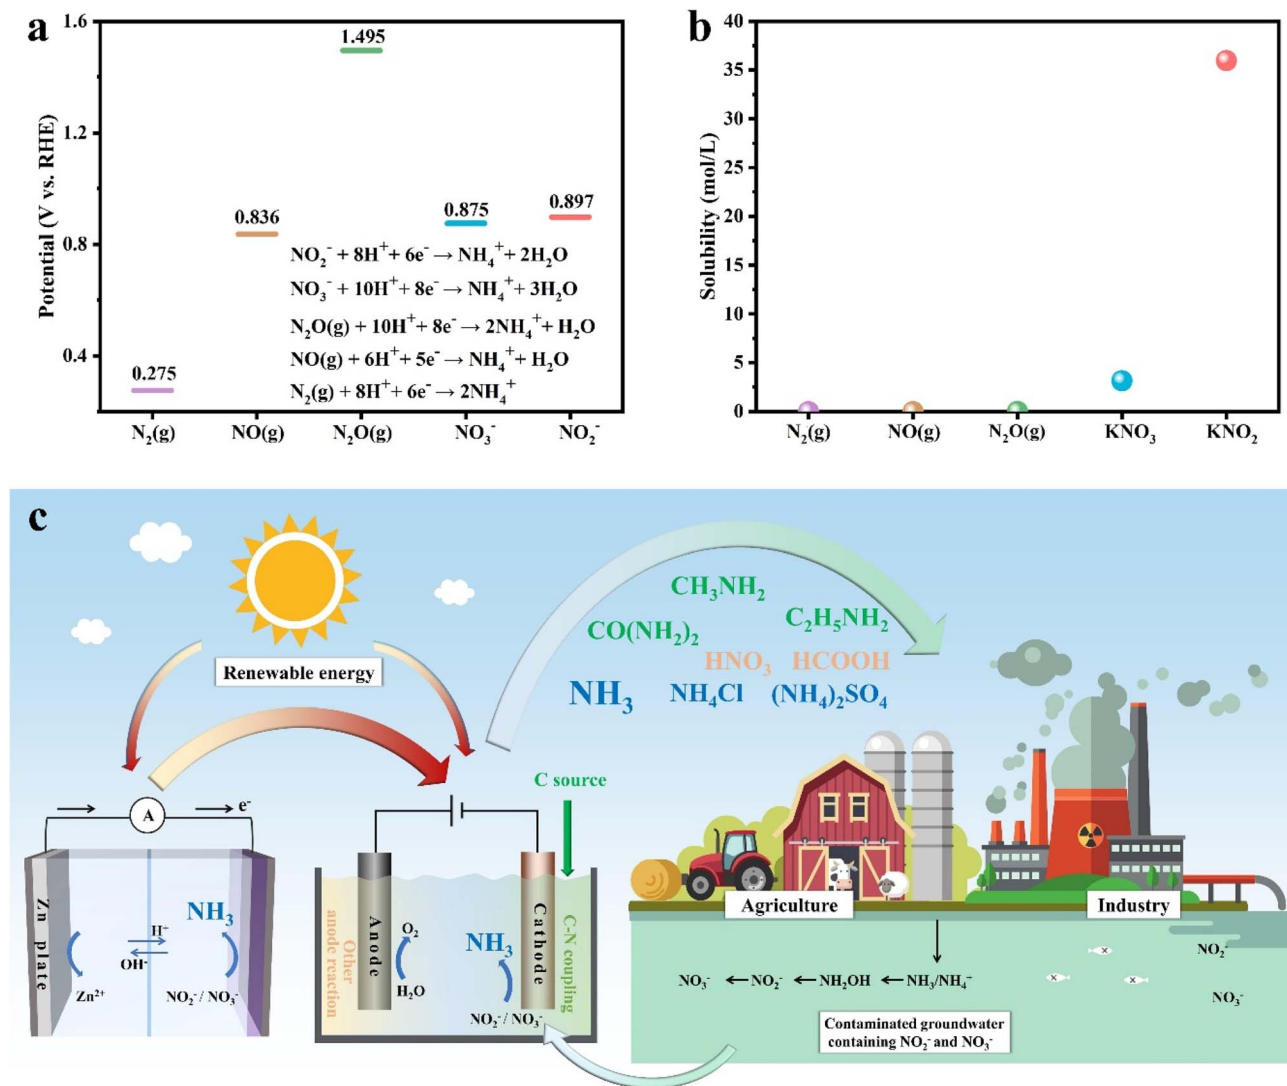 a
1.6
1.2
0.8
0.4
Potential (V vs. RHE)
0.275
0.836
1.495
0.875
0.897
NO₂⁻ + 8H⁺ + 6e⁻ → NH₄⁺ + 2H₂O
NO₃⁻ + 10H⁺ + 8e⁻ → NH₄⁺ + 3H₂O
N₂O(g) + 10H⁺ + 8e⁻ → 2NH₄⁺ + H₂O
NO(g) + 6H⁺ + 5e⁻ → NH₄⁺ + H₂O
N₂(g) + 8H⁺ + 6e⁻ → 2NH₄⁺
N₂(g)
NO(g)
N₂O(g)
NO₃⁻
NO₂⁻
b
40
35
30
25
20
15
10
5
0
Solubility (mol/L)
N₂(g)
NO(g)
N₂O(g)
KNO₃
KNO₂
c
Renewable energy
CH₃NH₂
CO(NH₂)₂
C₂H₅NH₂
HNO₃ HCOOH
NH₃ NH₄Cl (NH₄)₂SO₄
A
e⁻
Zn plate
NH₃
H⁺
OH⁻
Zn²⁺
NO₂⁻ / NO₃⁻
C source
Other
anode reaction
Anode
O₂
H₂O
NH₃
NO₂⁻ / NO₃⁻
Cathode
C-N coupling
Agriculture
Industry
NO₃⁻ ← NO₂⁻ ← NH₂OH ← NH₃/NH₄⁺
NO₂⁻
NO₃⁻
Contaminated groundwater
containing NO₂⁻ and NO₃⁻